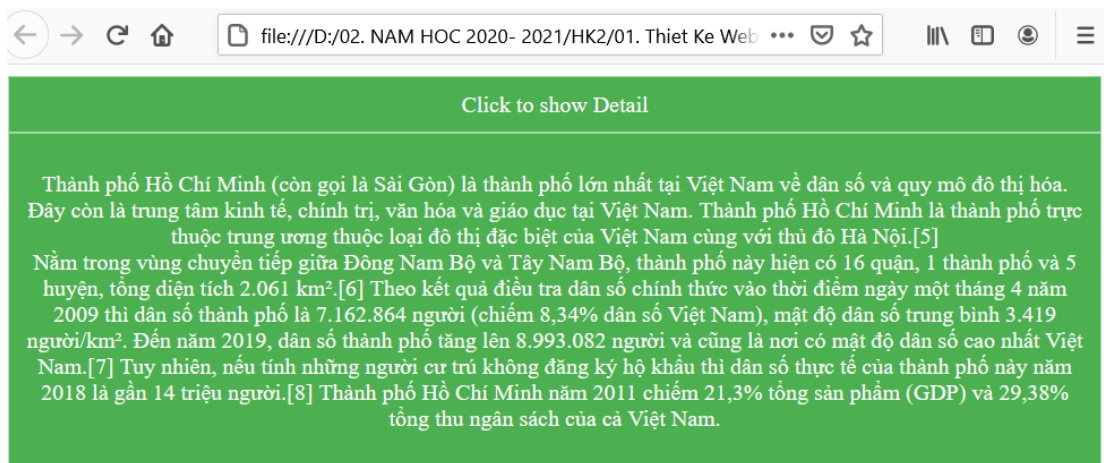 file:///D:/02. NAM HOC 2020- 2021/HK2/01. Thiet Ke Web
Click to show Detail
Thành phố Hồ Chí Minh (còn gọi là Sài Gòn) là thành phố lớn nhất tại Việt Nam về dân số và quy mô đô thị hóa.
Đây còn là trung tâm kinh tế, chính trị, văn hóa và giáo dục tại Việt Nam. Thành phố Hồ Chí Minh là thành phố trực
thuộc trung ương thuộc loại đô thị đặc biệt của Việt Nam cùng với thủ đô Hà Nội.[5]
Nằm trong vùng chuyển tiếp giữa Đông Nam Bộ và Tây Nam Bộ, thành phố này hiện có 16 quận, 1 thành phố và 5
huyện, tổng diện tích 2.061 km².[6] Theo kết quả điều tra dân số chính thức vào thời điểm ngày một tháng 4 năm
2009 thì dân số thành phố là 7.162.864 người (chiếm 8,34% dân số Việt Nam), mật độ dân số trung bình 3.419
người/km². Đến năm 2019, dân số thành phố tăng lên 8.993.082 người và cũng là nơi có mật độ dân số cao nhất Việt
Nam.[7] Tuy nhiên, nếu tính những người cư trú không đăng ký hộ khẩu thì dân số thực tế của thành phố này năm
2018 là gần 14 triệu người.[8] Thành phố Hồ Chí Minh năm 2011 chiếm 21,3% tổng sản phẩm (GDP) và 29,38%
tổng thu ngân sách của cả Việt Nam.